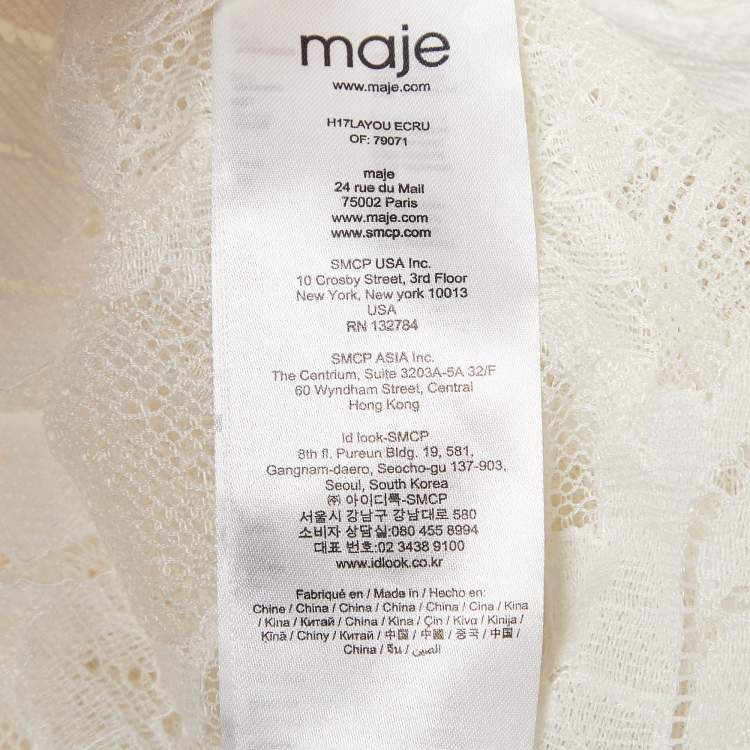 maje
www.maje.com
H17LAYOU ECRU
OF: 79071
maje
24 rue du Mail
75002 Paris
www.maje.com
www.smcp.com
SMCP USA Inc.
10 Crosby Street, 3rd Floor
New York, New york 10013
USA
RN 132784
SMCP ASIA Inc.
The Centrium, Suite 3203A-5A 32/F
60 Wyndham Street, Central
Hong Kong
Id look-SMCP
8th fl. Pureun Bldg. 19, 581,
Gangnam-daero, Seocho-gu 137-903,
Seoul, South Korea
㈜ 아이디룩-SMCP
서울시 강남구 강남대로 580
소비자 상담실:080 455 8994
대표 번호:02 3438 9100
www.idlook.co.kr
Fabriqué en / Made in / Hecho en:
Chine / China / China / China / China / Cina / Kina
/ Kina / Китай / China / Kina / Çin / Κίνα / Kinija /
Ķīnā / Chiny / Китай / 中国 / 中國 / 중국 / 中国 /
China / จีน / الصين